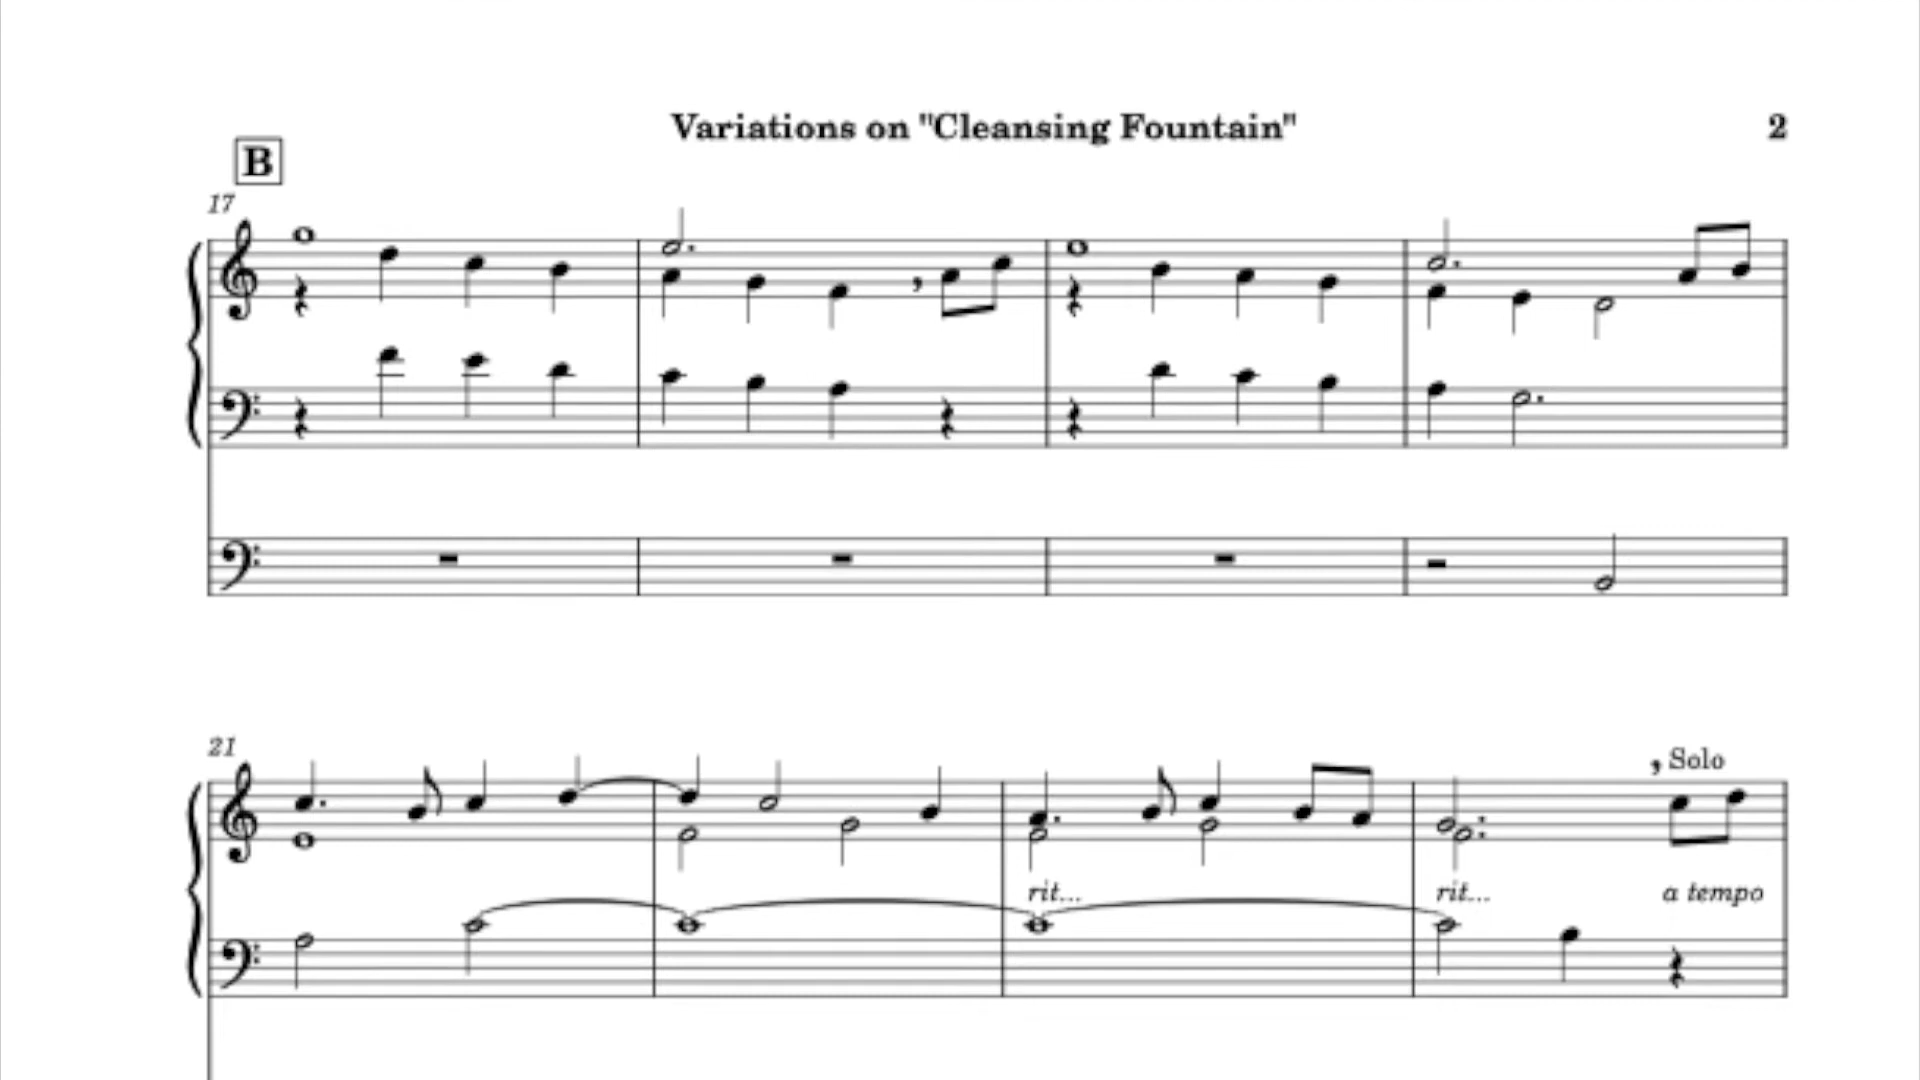 Variations on "Cleansing Fountain"
2
B
17
21
, Solo
rit...
rit...
a tempo